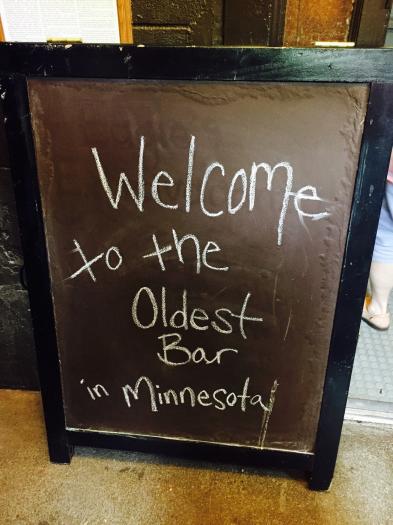 Welcome
to the
Oldest
Bar
in Minnesota